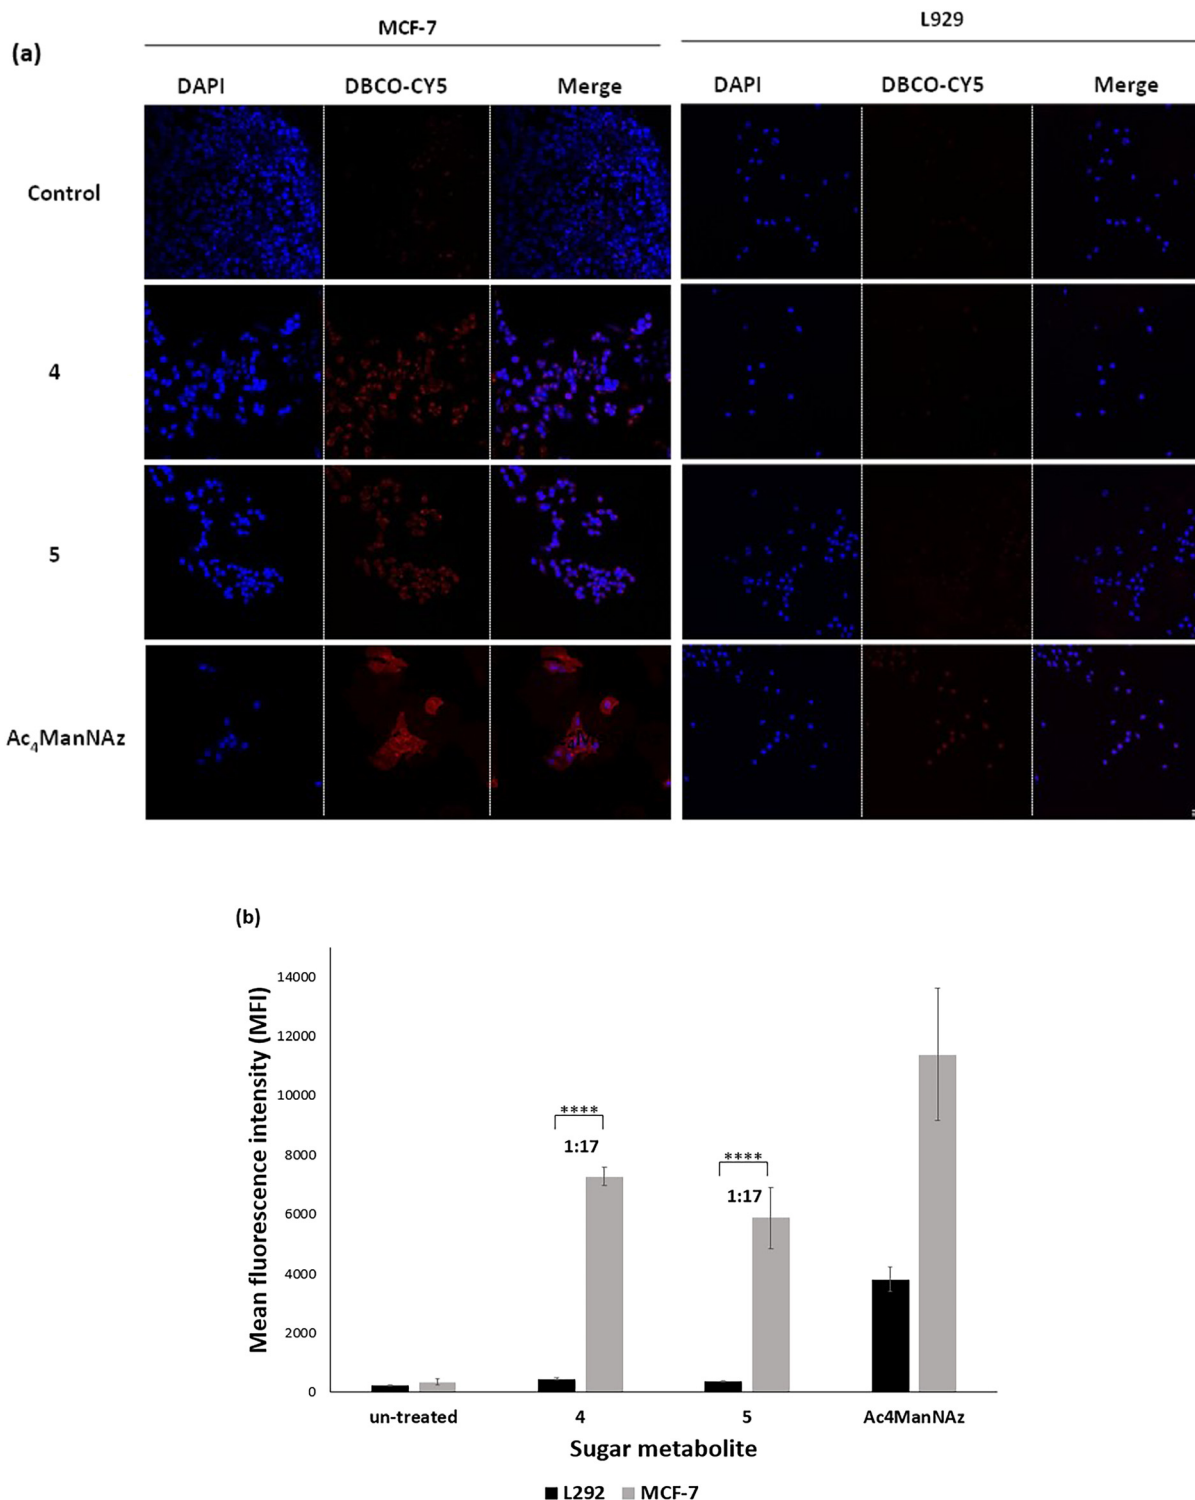 MCF-7
L929
(a)
DAPI DBCO-CY5 Merge DAPI DBCO-CY5 Merge
Control
4
5
Ac₄ManNAz
(b)
Mean fluorescence intensity (MFI)
14000
12000
10000
8000
6000
4000
2000
0
****
1:17
****
1:17
un-treated 4 5 Ac4ManNAz
Sugar metabolite
L292 MCF-7